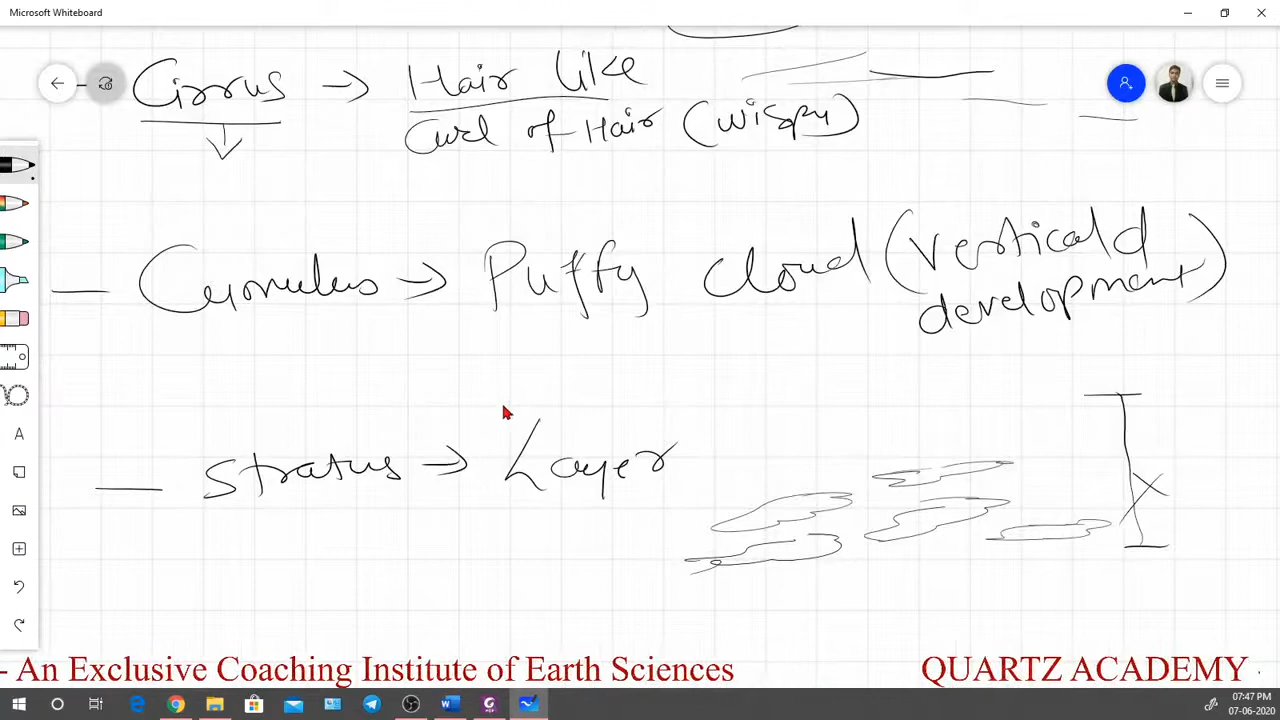 Microsoft Whiteboard
- Cirrus → Hair like
Curl of Hair (wispy)
- Cumulus → Puffy cloud (vertical d
development)
- Stratus → Layer
A
- An Exclusive Coaching Institute of Earth Sciences QUARTZ ACADEMY
07:47 PM
07-06-2020